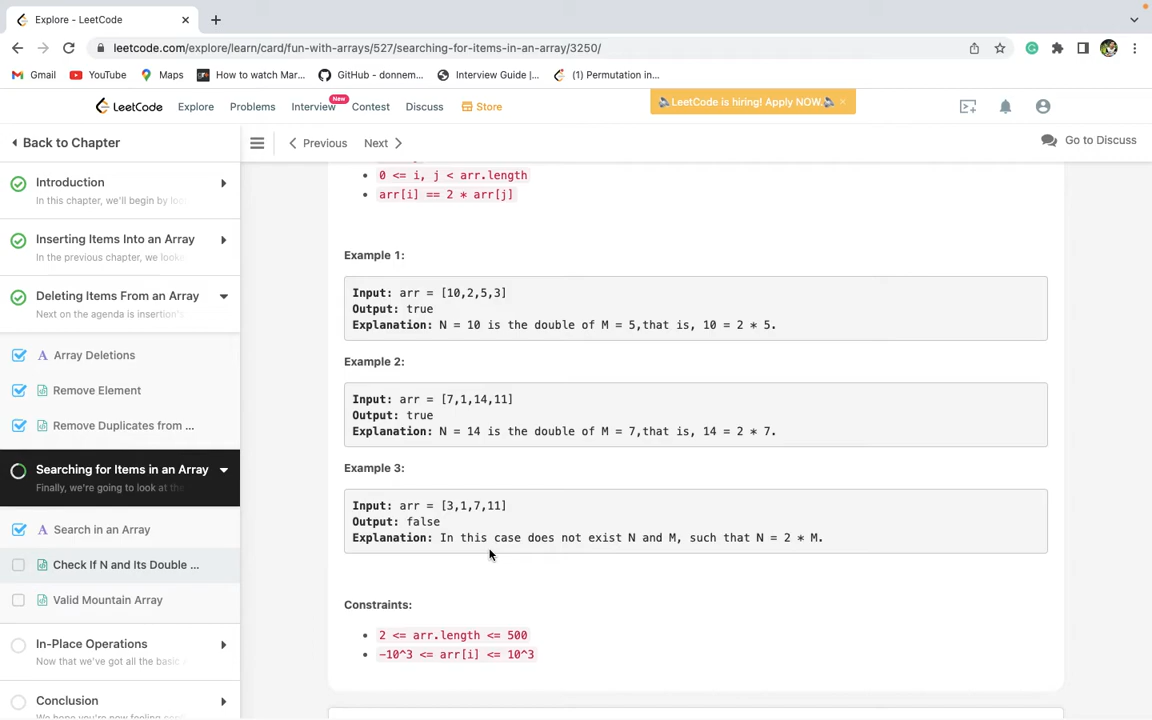 Explore - LeetCode
leetcode.com/explore/learn/card/fun-with-arrays/527/searching-for-items-in-an-array/3250/
Gmail
YouTube
Maps
How to watch Mar...
GitHub - donnem...
Interview Guide |...
(1) Permutation in...
LeetCode
Explore
Problems
Interview
New
Contest
Discuss
Store
LeetCode is hiring! Apply NOW.
Back to Chapter
Previous
Next
Go to Discuss
Introduction
In this chapter, we'll begin by
Inserting Items Into an Array
In the previous chapter, we
Deleting Items From an Array
Next on the agenda is insertion's
A Array Deletions
Remove Element
Remove Duplicates from ...
Searching for Items in an Array
Finally, we're going to look at the
A Search in an Array
Check If N and Its Double ...
Valid Mountain Array
In-Place Operations
Now that we've got all the basic
Conclusion
0 <= i, j < arr.length
arr[i] == 2 * arr[j]
Example 1:
Input: arr = [10,2,5,3]
Output: true
Explanation: N = 10 is the double of M = 5,that is, 10 = 2 * 5.
Example 2:
Input: arr = [7,1,14,11]
Output: true
Explanation: N = 14 is the double of M = 7,that is, 14 = 2 * 7.
Example 3:
Input: arr = [3,1,7,11]
Output: false
Explanation: In this case does not exist N and M, such that N = 2 * M.
Constraints:
2 <= arr.length <= 500
-10^3 <= arr[i] <= 10^3